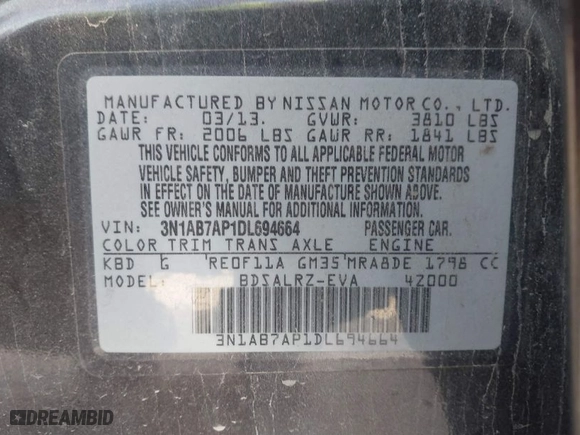 MANUFACTURED BY NISSAN MOTOR CO., LTD.
DATE: 03/13. GVWR: 3810 LBS
GAWR FR: 2006 LBS GAWR RR: 1841 LBS
THIS VEHICLE CONFORMS TO ALL APPLICABLE FEDERAL MOTOR
VEHICLE SAFETY, BUMPER AND THEFT PREVENTION STANDARDS
IN EFFECT ON THE DATE OF MANUFACTURE SHOWN ABOVE.
SEE OWNER'S MANUAL FOR ADDITIONAL INFORMATION.
VIN: 3N1AB7AP1DL694664 PASSENGER CAR.
COLOR TRIM TRANS AXLE ENGINE
KBD G RE0F11A GM35 MRA8DE 1798 CC
MODEL: BDSALRZ-EVA 42000
3N1AB7AP1DL694664
DREAMBID